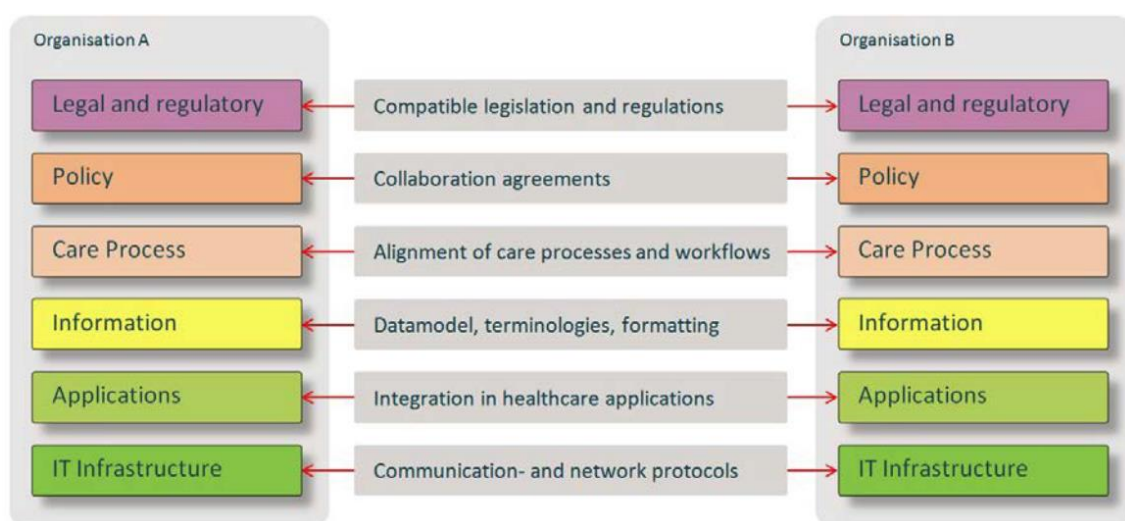 Organisation A
Organisation B
Legal and regulatory
Compatible legislation and regulations
Legal and regulatory
Policy
Collaboration agreements
Policy
Care Process
Alignment of care processes and workflows
Care Process
Information
Datamodel, terminologies, formatting
Information
Applications
Integration in healthcare applications
Applications
IT Infrastructure
Communication- and network protocols
IT Infrastructure